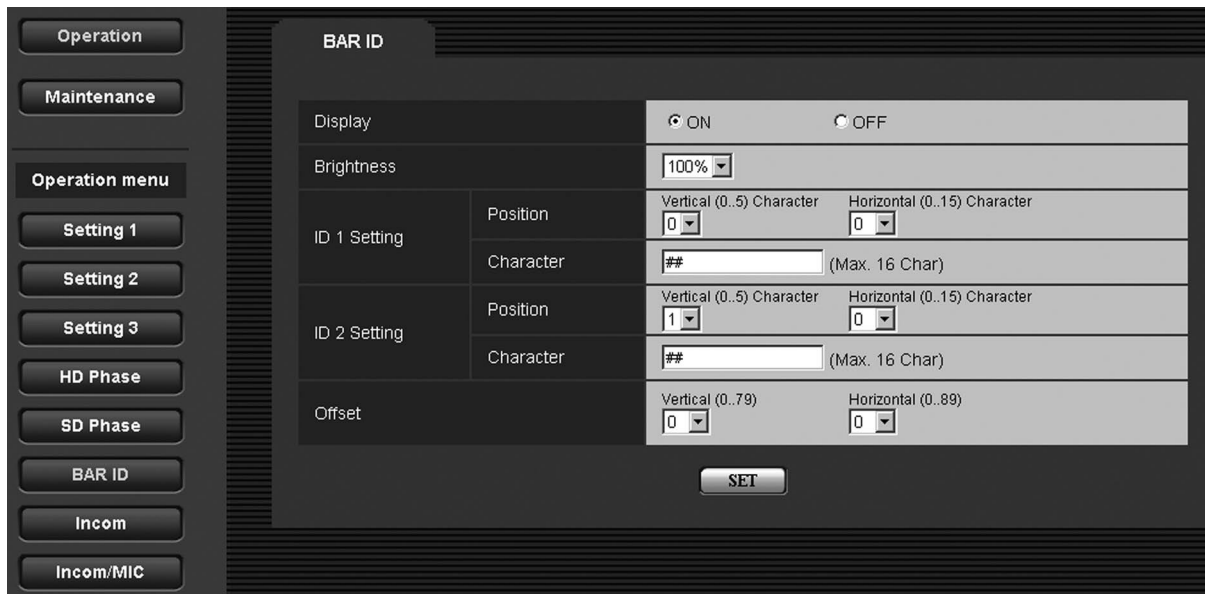 Operation
Maintenance
Operation menu
Setting 1
Setting 2
Setting 3
HD Phase
SD Phase
BAR ID
Incom
Incom/MIC
BAR ID
Display
ON
OFF
Brightness
100%
ID 1 Setting
Position
Vertical (0..5) Character
Horizontal (0..15) Character
0
0
Character
##
(Max. 16 Char)
ID 2 Setting
Position
Vertical (0..5) Character
Horizontal (0..15) Character
1
0
Character
##
(Max. 16 Char)
Offset
Vertical (0..79)
Horizontal (0..89)
0
0
SET